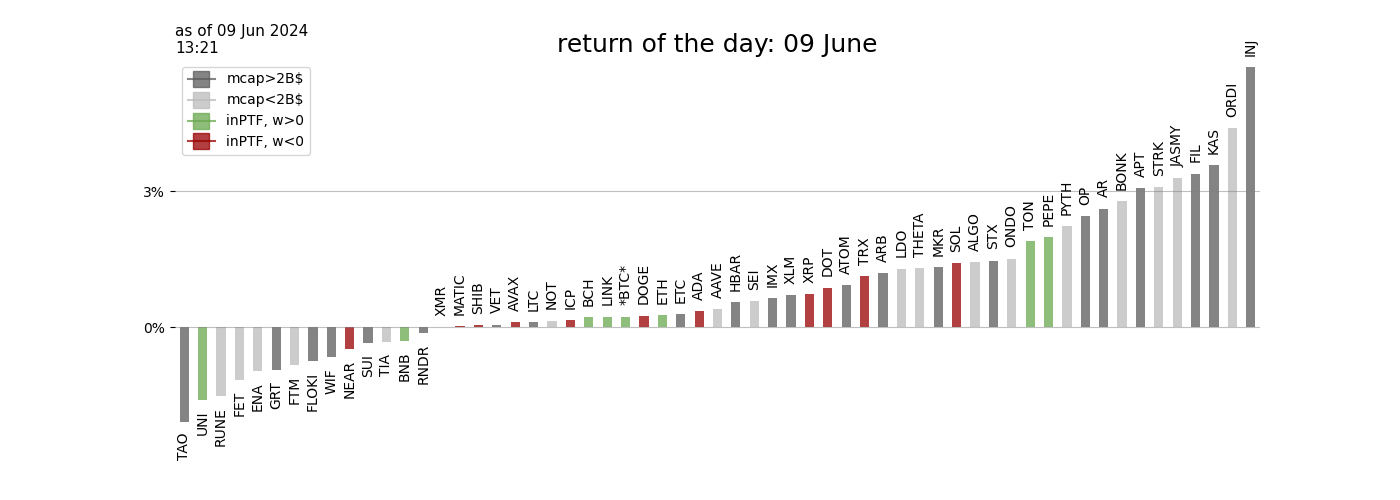 as of 09 Jun 2024
13:21
return of the day: 09 June
mcap>2B$
mcap<2B$
inPTF, w>0
inPTF, w<0
3%
0%
TAO
UNI
RUNE
FET
ENA
GRT
FTM
FLOKI
WIF
NEAR
SUI
TIA
BNB
RNDR
XMR
MATIC
SHIB
VET
AVAX
LTC
NOT
ICP
BCH
LINK
*BTC*
DOGE
ETH
ETC
ADA
AAVE
HBAR
SEI
IMX
XLM
XRP
DOT
ATOM
TRX
ARB
LDO
THETA
MKR
SOL
ALGO
STX
ONDO
TON
PEPE
PYTH
OP
AR
BONK
APT
STRK
JASMY
FIL
KAS
ORDI
INJ